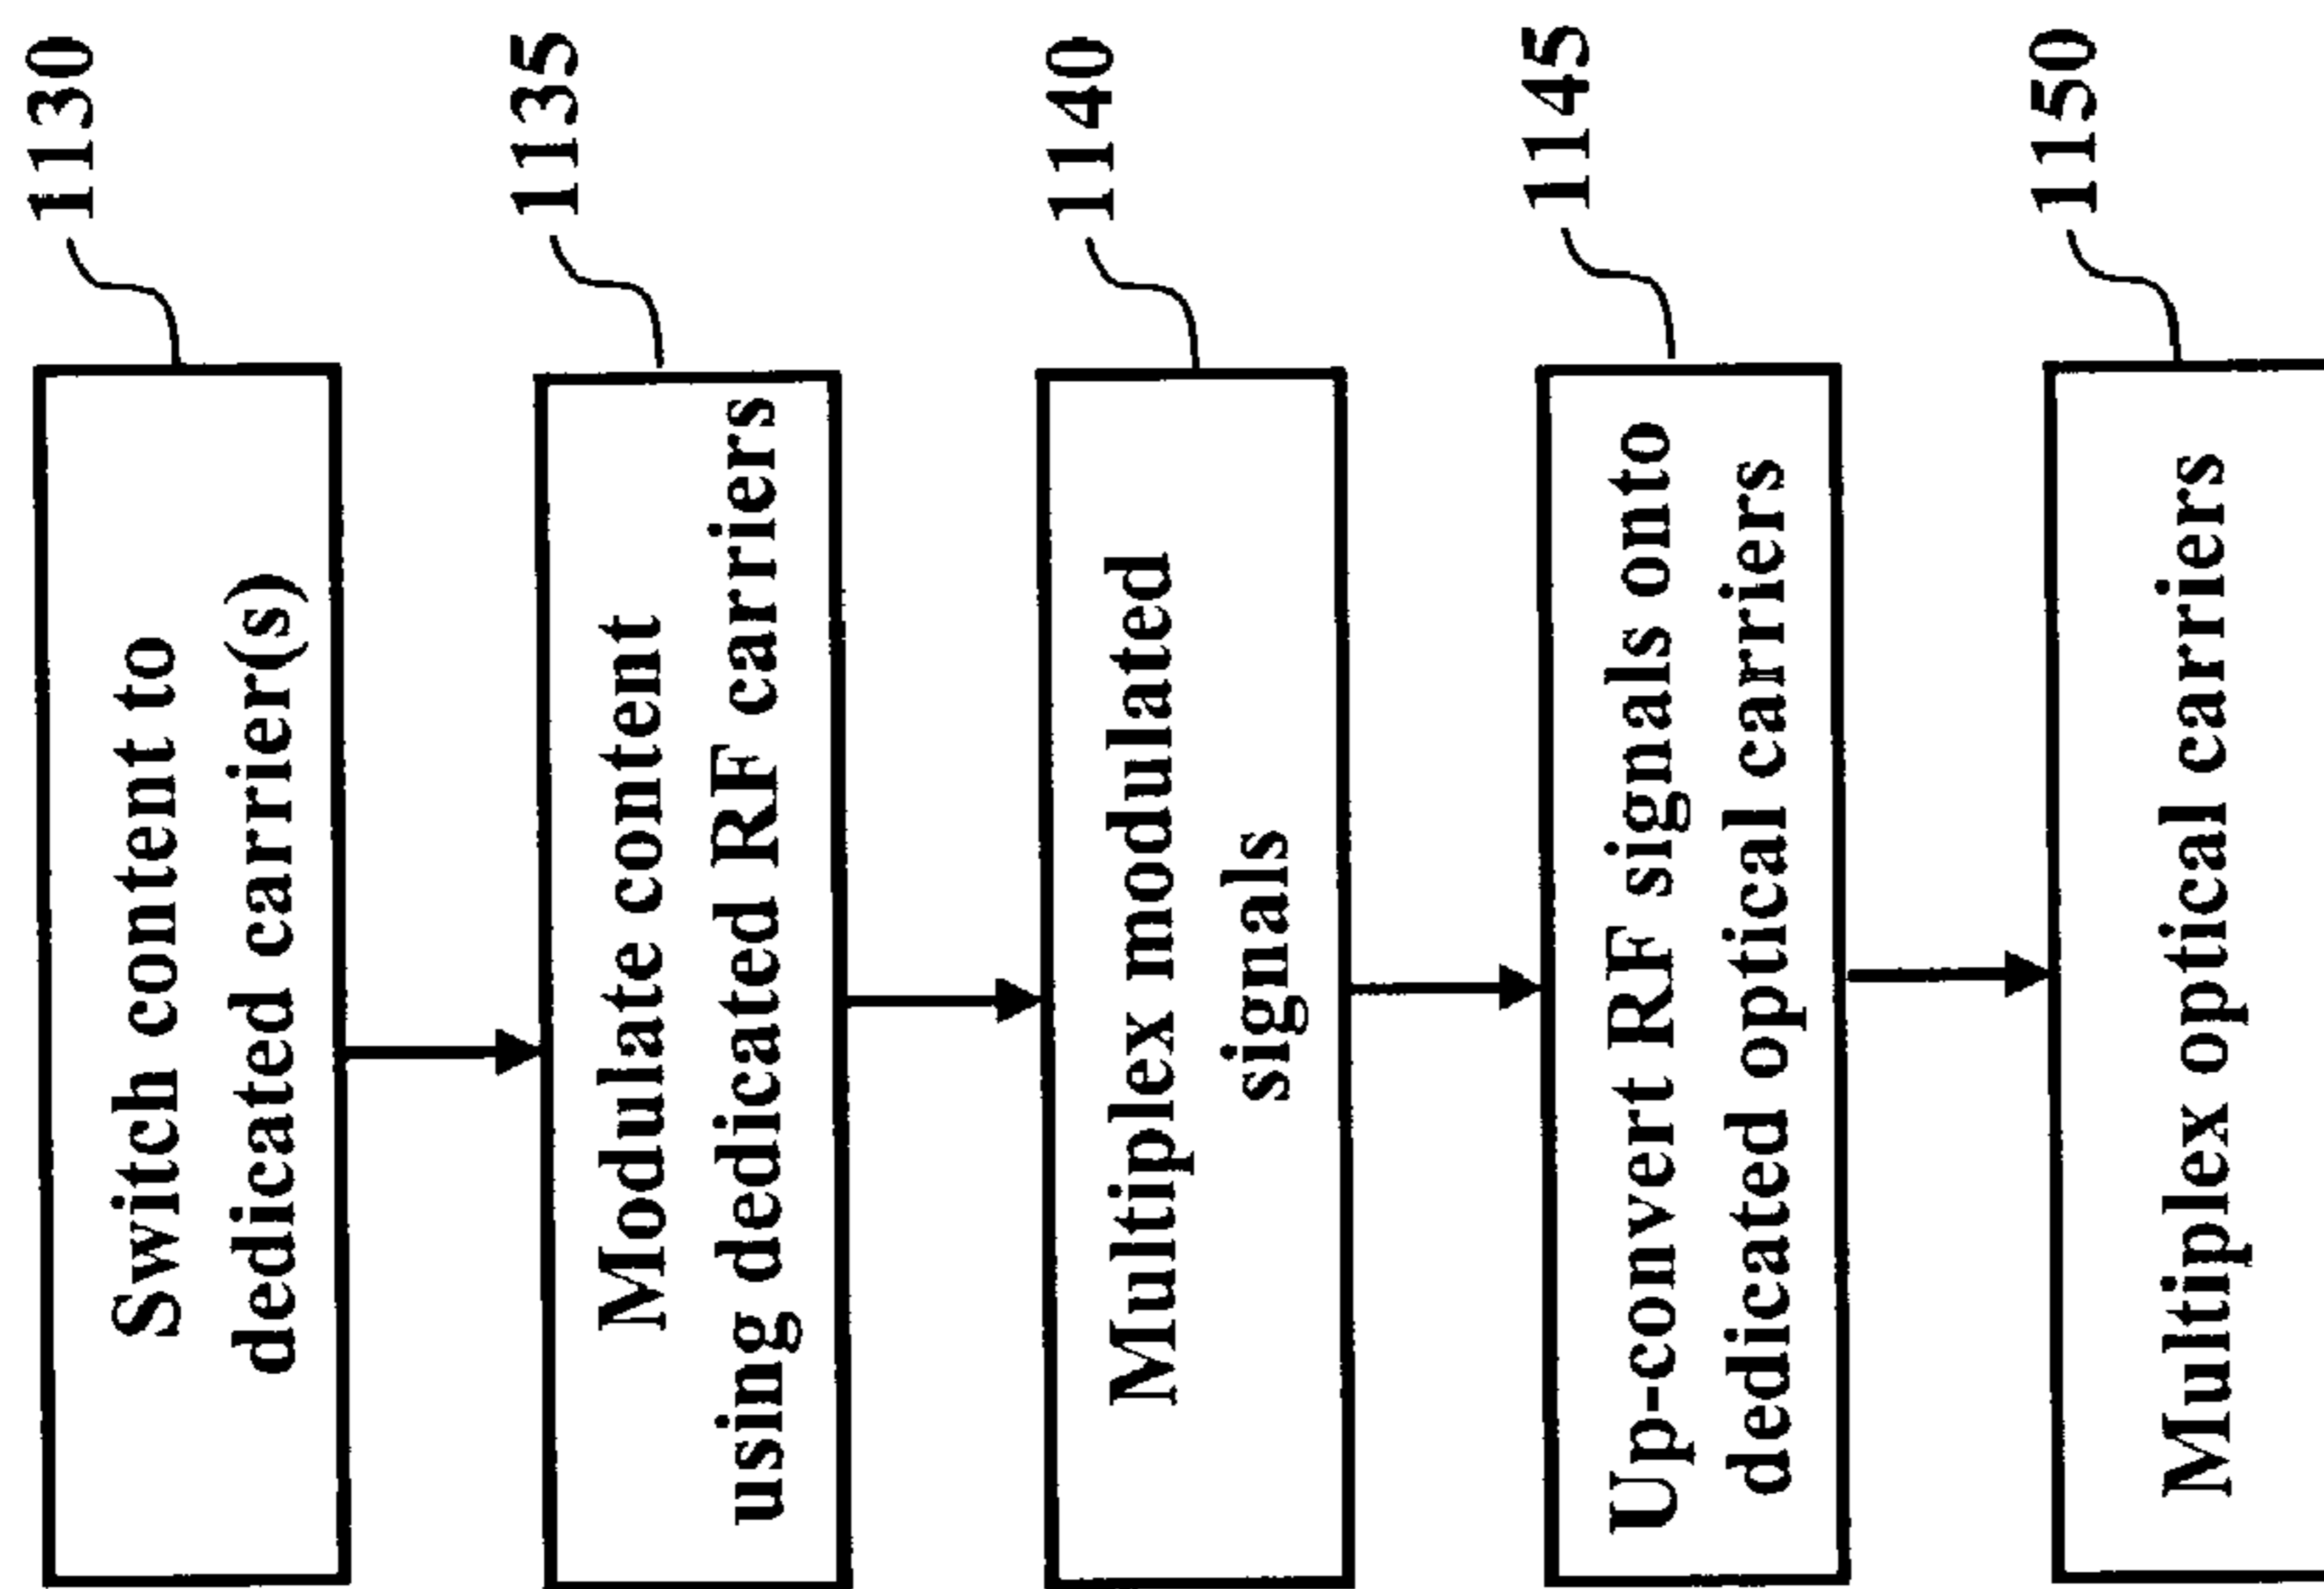 Switch content to
dedicated carrier(s)
1130
Modulate content
using dedicated RF carriers
1135
Multiplex modulated
signals
1140
Up-convert RF signals onto
dedicated optical carriers
1145
Multiplex optical carriers
1150